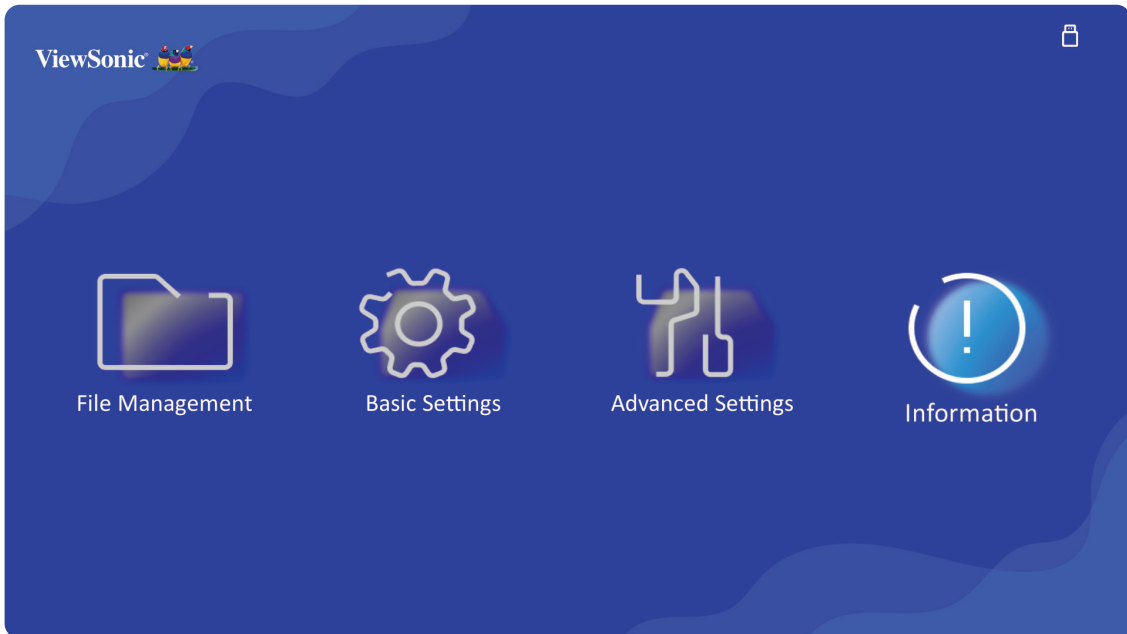 ViewSonic®
File Management
Basic Settings
Advanced Settings
Information